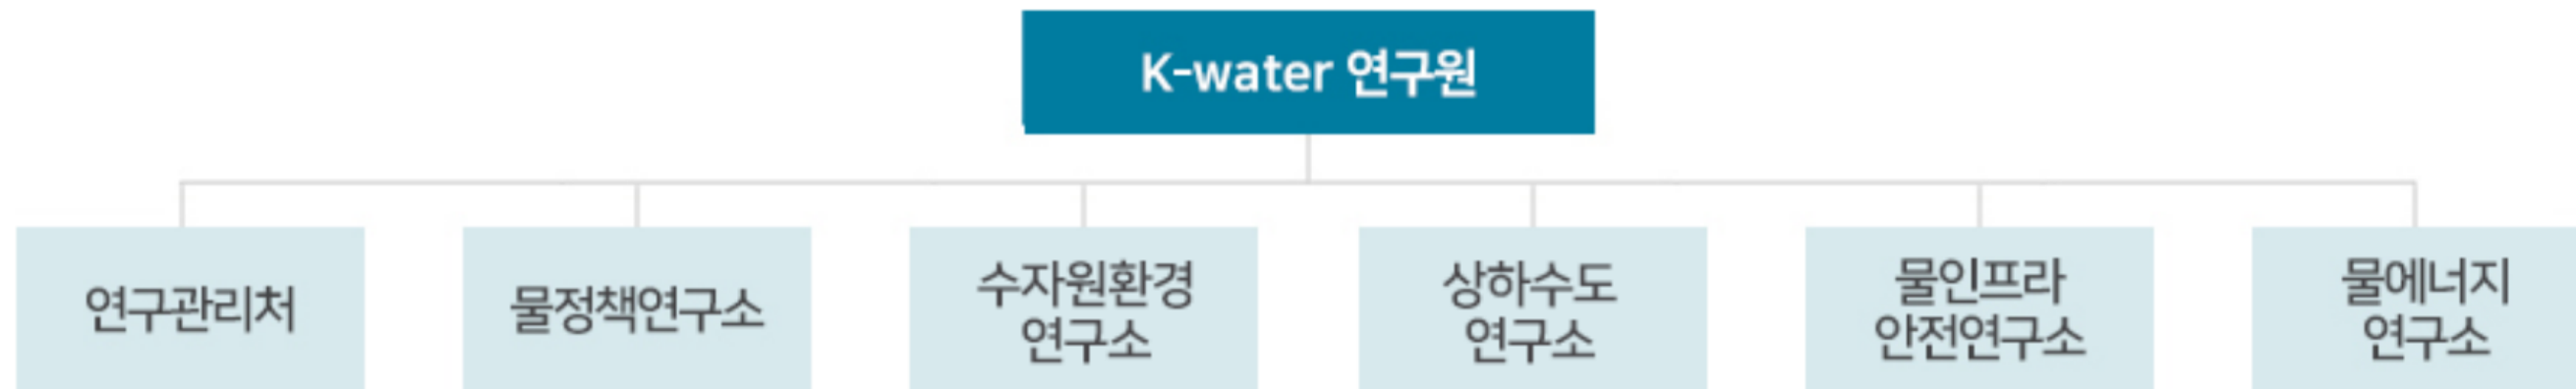 K-water 연구원
연구관리처
물정책연구소
수자원환경
연구소
상하수도
연구소
물인프라
안전연구소
물에너지
연구소